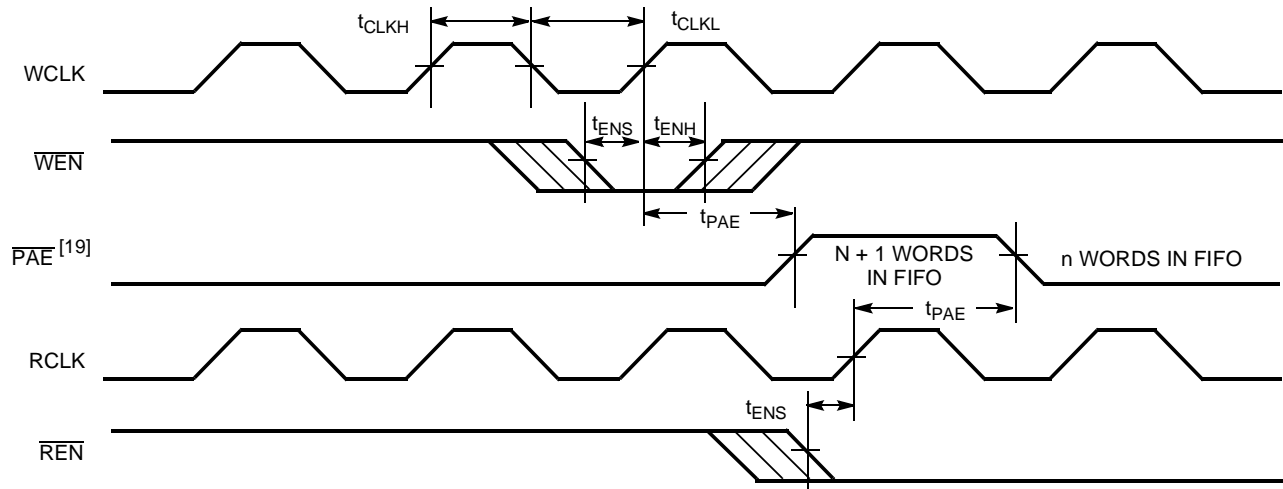 tCLKH
tCLKL
WCLK
tENS
tENH
WEN
tPAE
PAE [19]
N + 1 WORDS
IN FIFO
n WORDS IN FIFO
tPAE
RCLK
tENS
REN